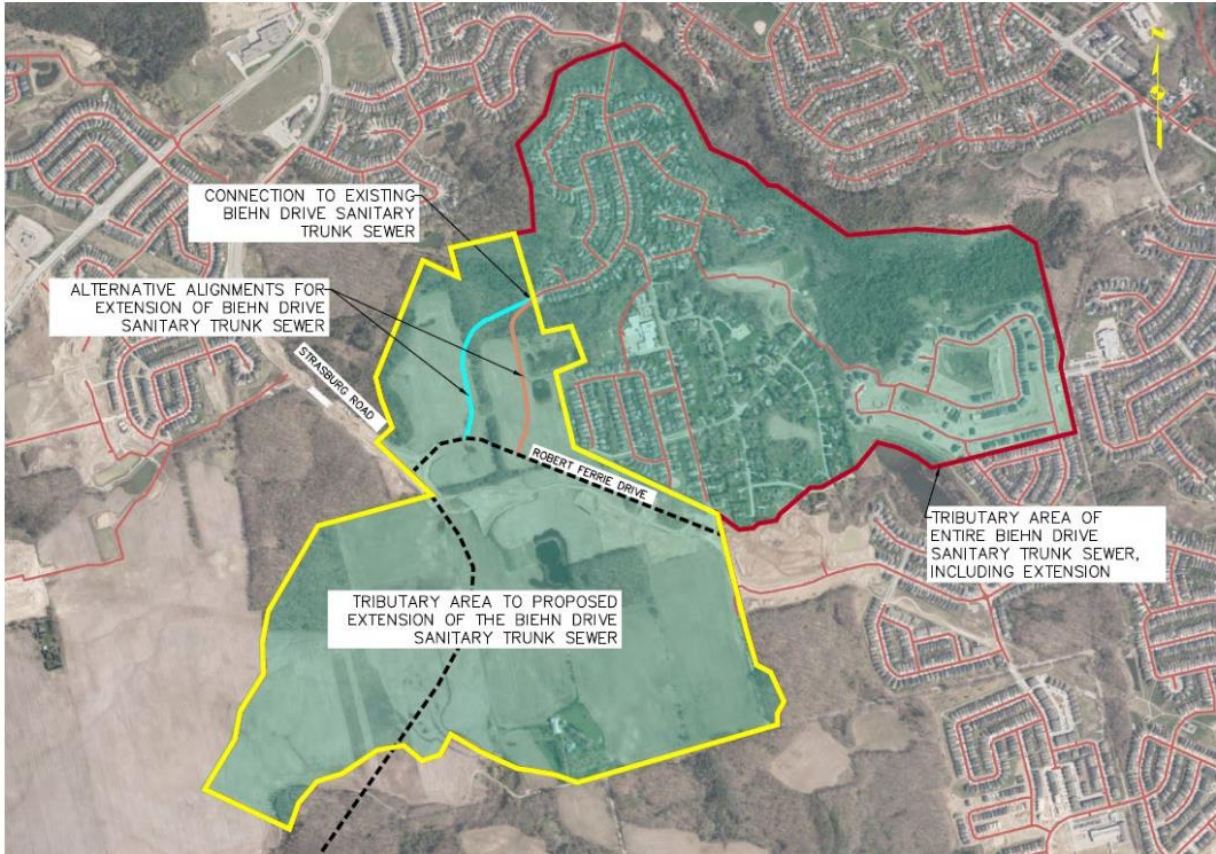 CONNECTION TO EXISTING
BIEHN DRIVE SANITARY
TRUNK SEWER
ALTERNATIVE ALIGNMENTS FOR
EXTENSION OF BIEHN DRIVE
SANITARY TRUNK SEWER
STRASBURG ROAD
ROBERT FERRIE DRIVE
TRIBUTARY AREA OF
ENTIRE BIEHN DRIVE
SANITARY TRUNK SEWER,
INCLUDING EXTENSION
TRIBUTARY AREA TO PROPOSED
EXTENSION OF THE BIEHN DRIVE
SANITARY TRUNK SEWER